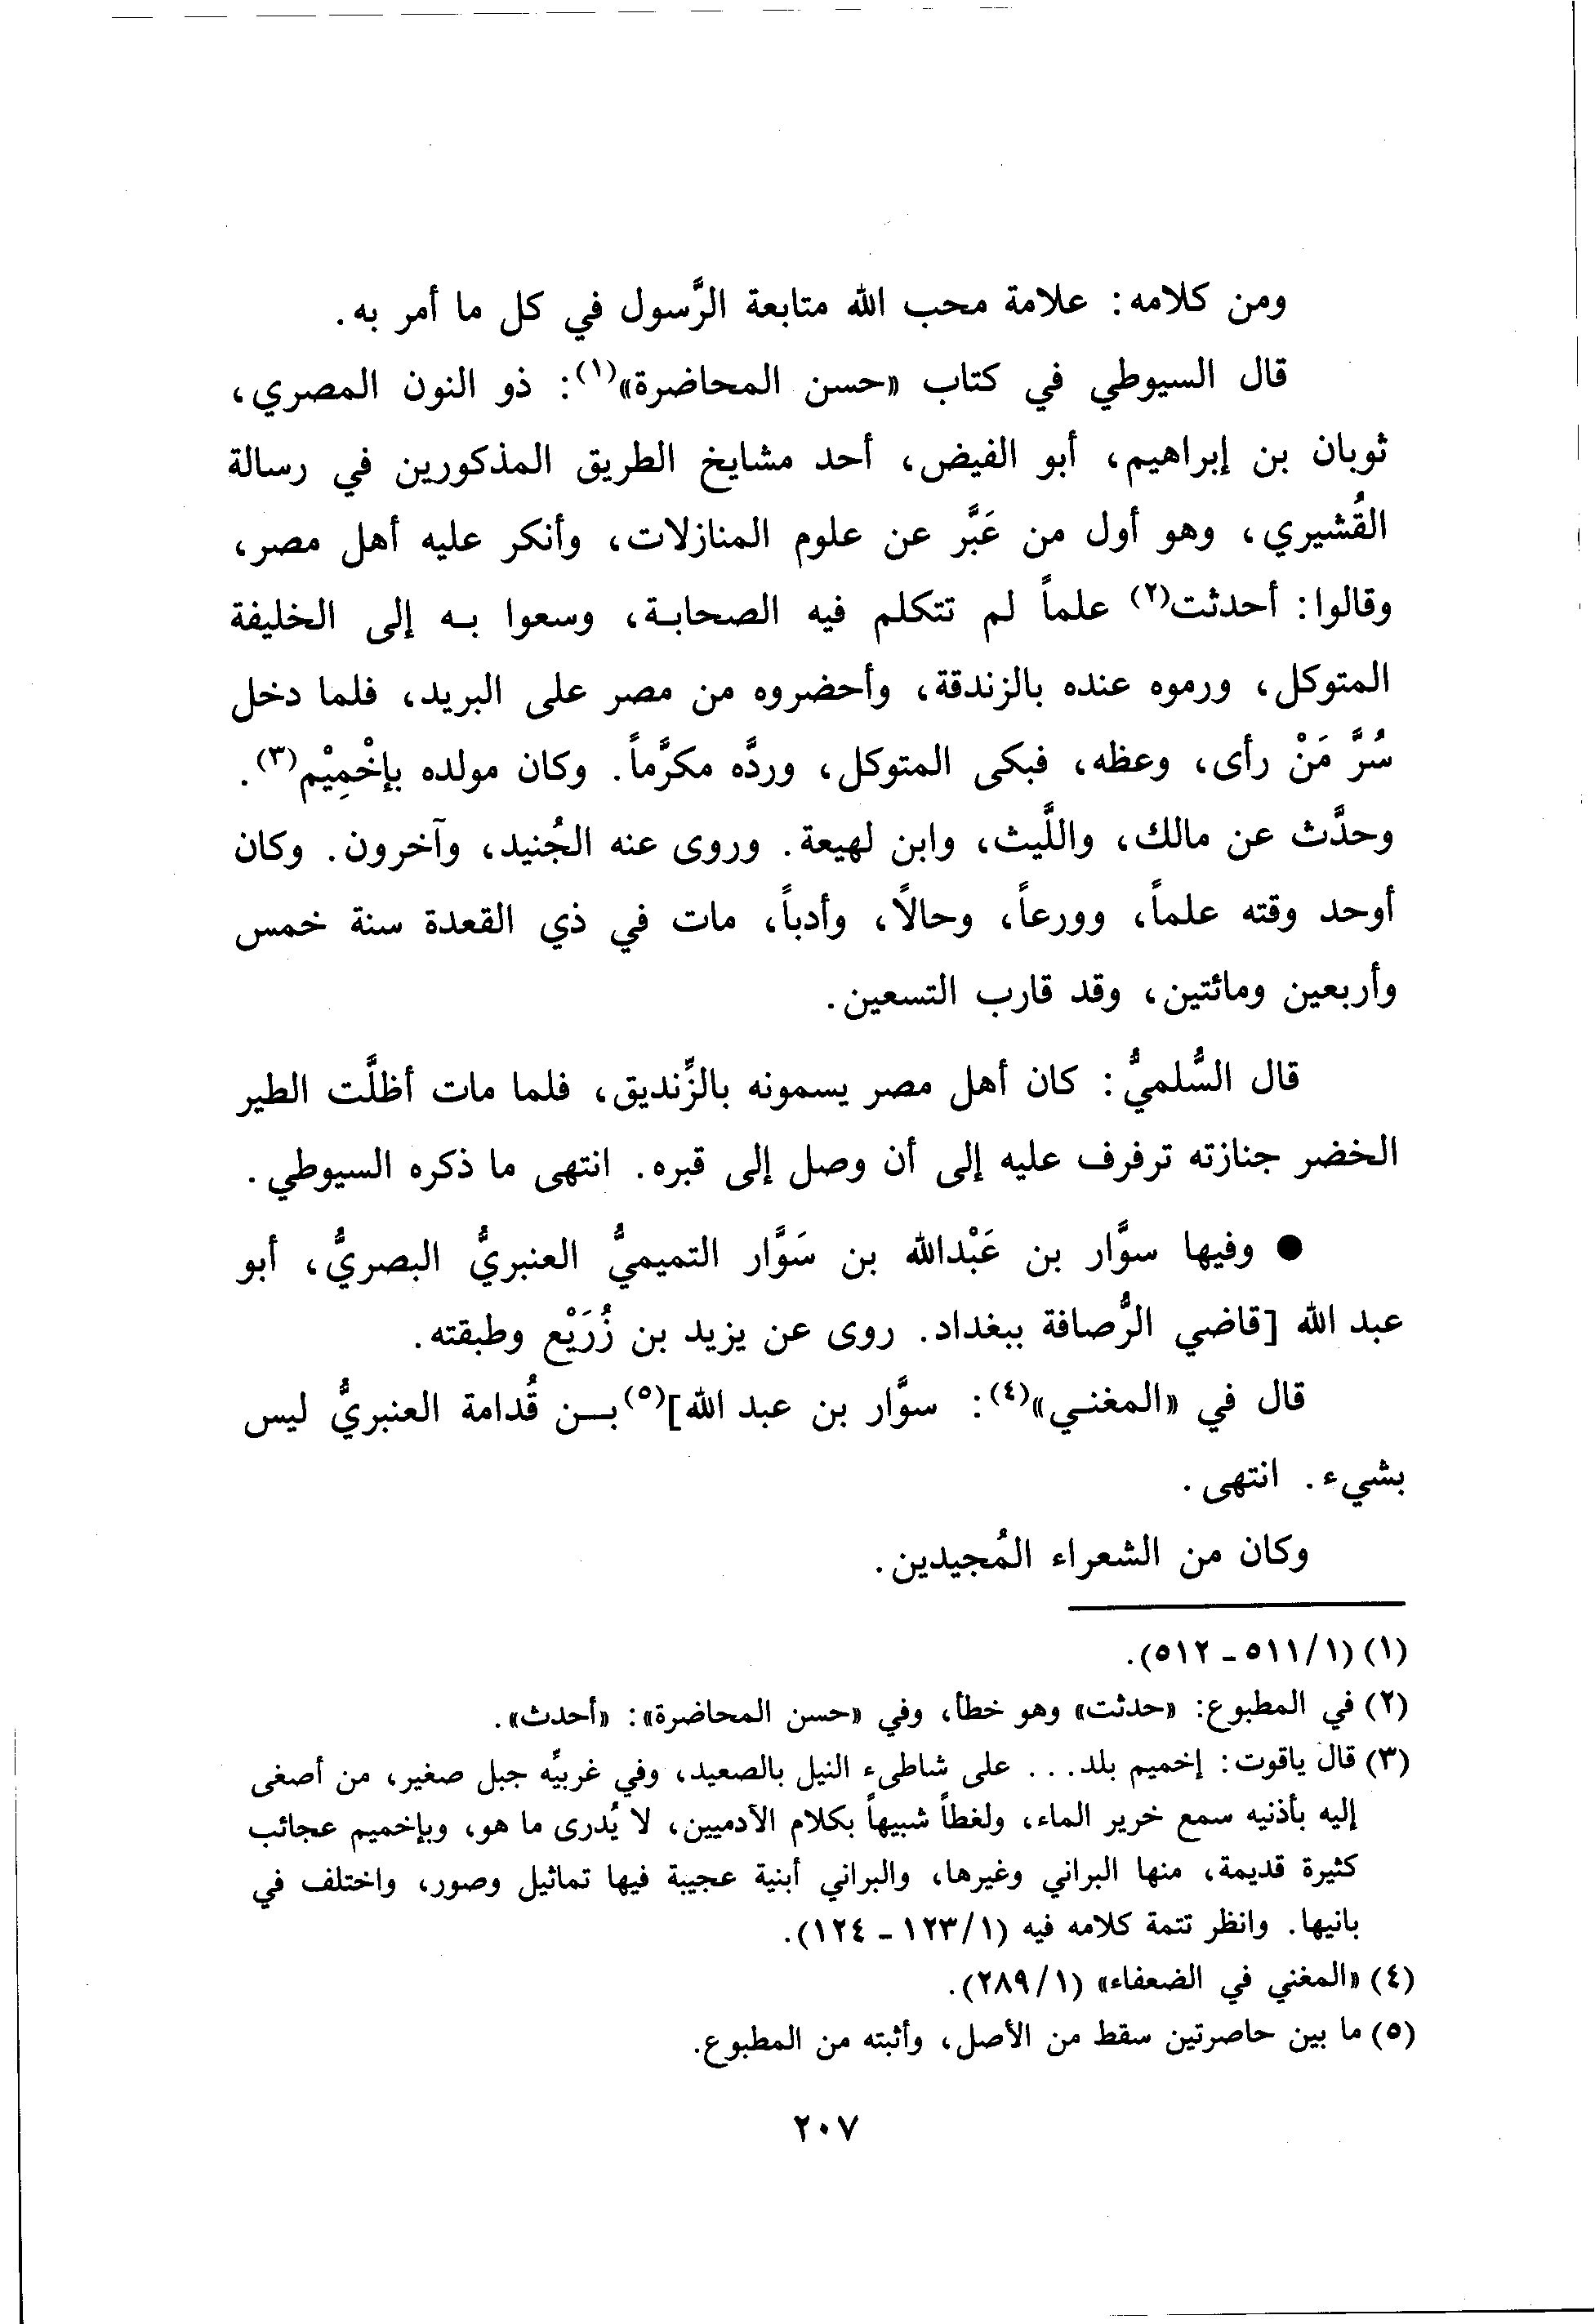 ومن كلامه: علامة محب الله متابعة الرَّسول في كل ما أمر به.
قال السيوطي في كتاب «حسن المحاضرة»(١): ذو النون المصري،
ثوبان بن إبراهيم، أبو الفيض، أحد مشايخ الطريق المذكورين في رسالة
القُشيري، وهو أول من عَبَّر عن علوم المنازلات، وأنكر عليه أهل مصر،
وقالوا: أحدثت(٢) علماً لم تتكلم فيه الصحابة، وسعوا به إلى الخليفة
المتوكل، ورموه عنده بالزندقة، وأحضروه من مصر على البريد، فلما دخل
سُرَّ مَنْ رأى، وعظه، فبكى المتوكل، وردَّه مكرَّماً. وكان مولده بإخْمِيْم(٣).
وحدَّث عن مالك، واللَّيث، وابن لهيعة. وروى عنه الجُنيد، وآخرون. وكان
أوحد وقته علماً، وورعاً، وحالاً، وأدباً، مات في ذي القعدة سنة خمس
وأربعين ومائتين، وقد قارب التسعين.
قال السُّلميُّ: كان أهل مصر يسمونه بالزِّنديق، فلما مات أظلَّت الطير
الخضر جنازته ترفرف عليه إلى أن وصل إلى قبره. انتهى ما ذكره السيوطي.
● وفيها سوَّار بن عَبْدالله بن سَوَّار التميميُّ العنبريُّ البصريُّ، أبو
عبد الله [قاضي الرُّصافة ببغداد. روى عن يزيد بن زُرَيْع وطبقته.
قال في «المغني»(٤): سوَّار بن عبد الله](٥) بن قُدامة العنبريُّ ليس
بشيء. انتهى.
وكان من الشعراء المُجيدين.
(١) (٥١١/١ - ٥١٢).
(٢) في المطبوع: «حدثت» وهو خطأ، وفي «حسن المحاضرة»: «أحدث».
(٣) قال ياقوت: إخميم بلد... على شاطىء النيل بالصعيد، وفي غربيِّه جبل صغير، من أصغى
إليه بأذنيه سمع خرير الماء، ولغطاً شبيهاً بكلام الآدميين، لا يُدرى ما هو، وبإخميم عجائب
كثيرة قديمة، منها البراني وغيرها، والبراني أبنية عجيبة فيها تماثيل وصور، واختلف في
بانيها. وانظر تتمة كلامه فيه (١٢٣/١ - ١٢٤).
(٤) «المغني في الضعفاء» (٢٨٩/١).
(٥) ما بين حاصرتين سقط من الأصل، وأثبته من المطبوع.
٢٠٧